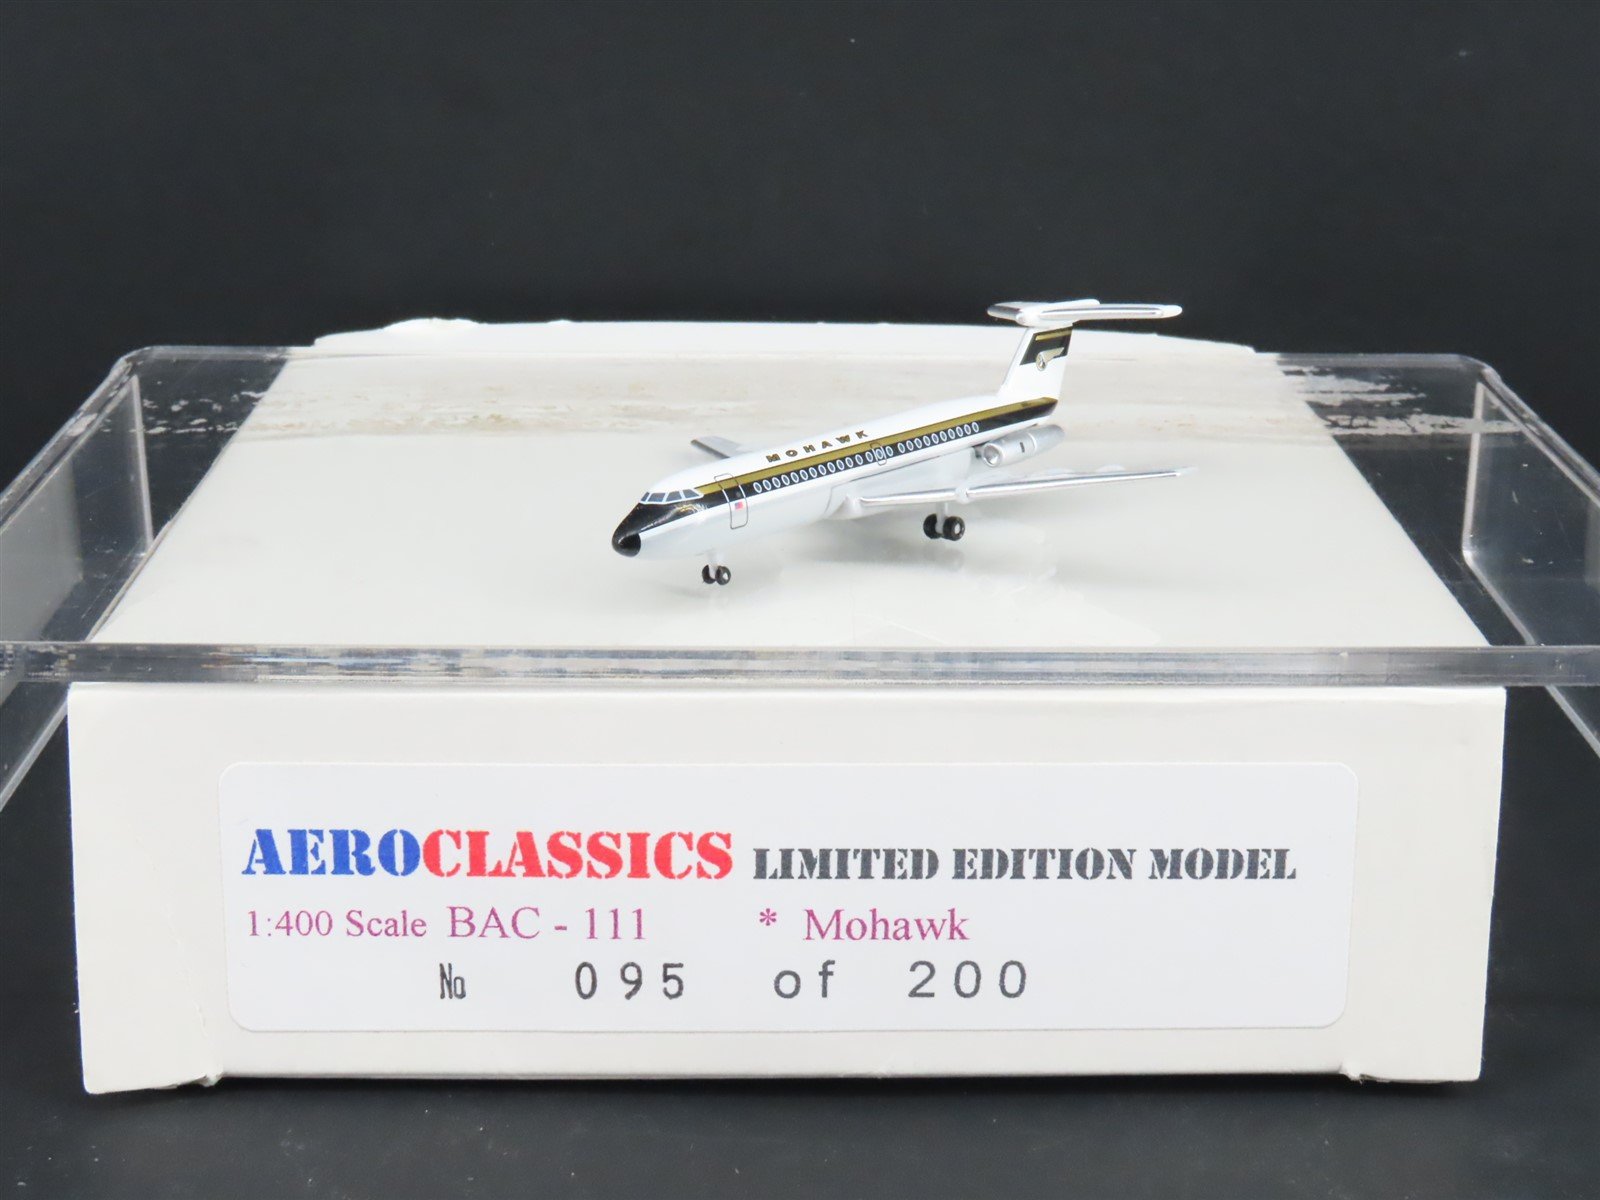 MOHAWK
AEROCLASSICS LIMITED EDITION MODEL
1:400 Scale BAC - 111 * Mohawk
No 095 of 200